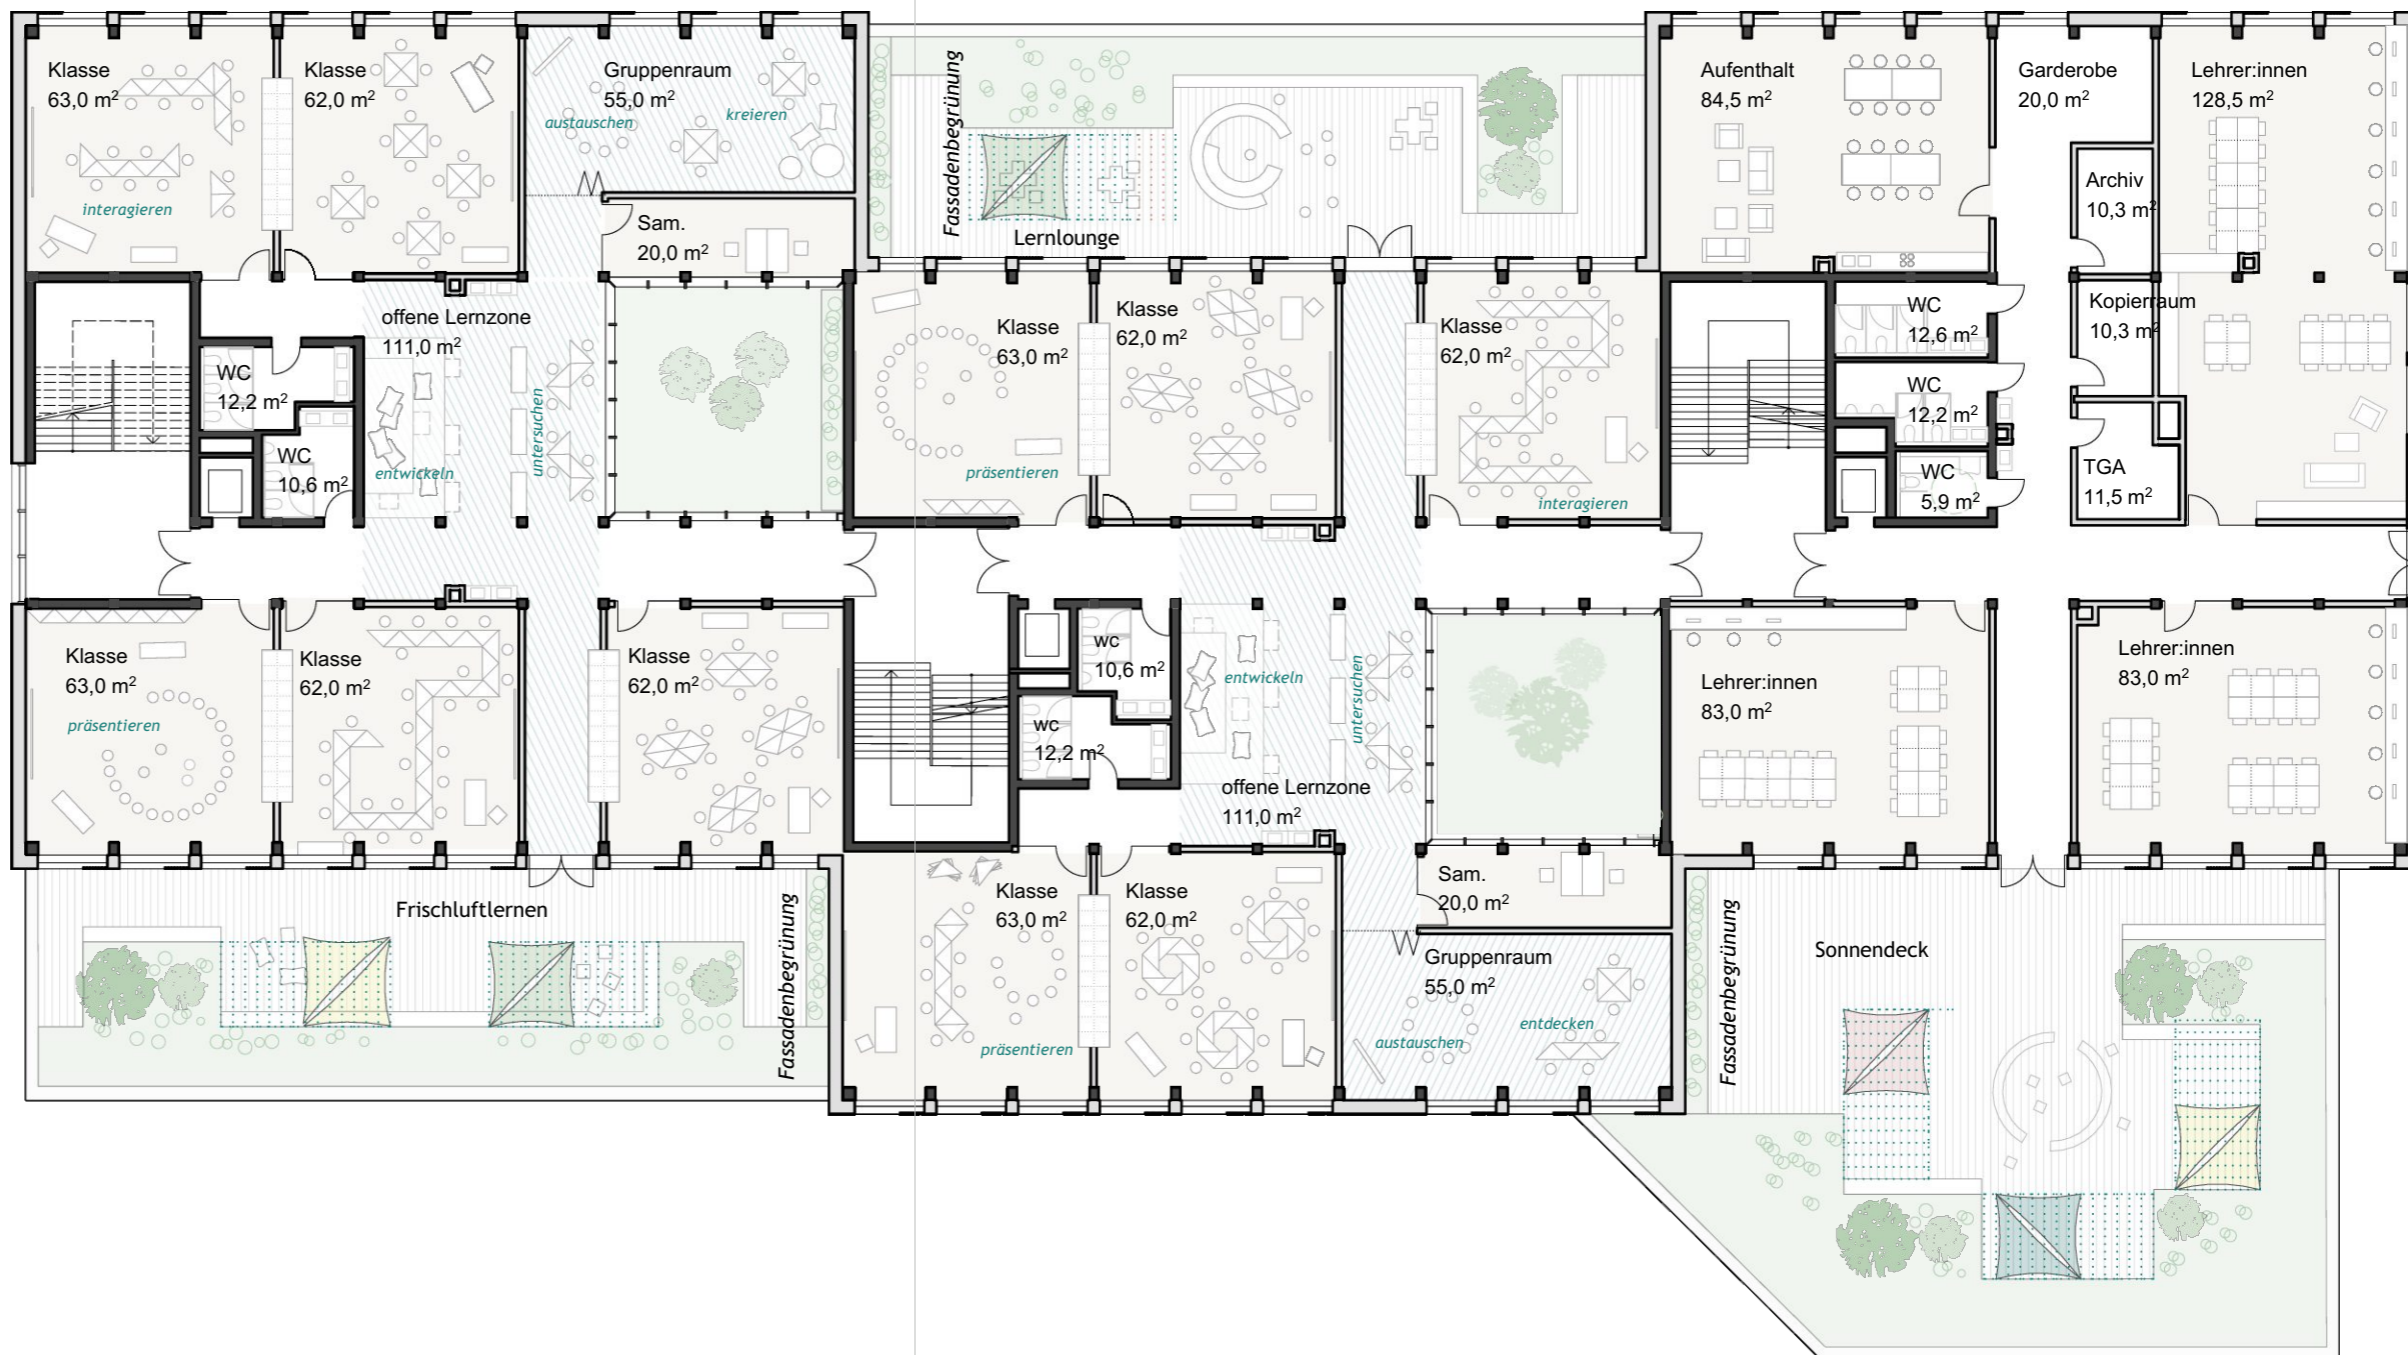 Klasse
63,0 m²
interagieren
Klasse
62,0 m²
Gruppenraum
55,0 m²
austauschen
kreieren
Sam.
20,0 m²
Fassadenbegrünung
Lernlounge
Aufenthalt
84,5 m²
Garderobe
20,0 m²
Lehrer:innen
128,5 m²
Archiv
10,3 m²
Kopierraum
10,3 m²
TGA
11,5 m²
offene Lernzone
111,0 m²
WC
12,2 m²
WC
10,6 m²
entwickeln
untersuchen
Klasse
63,0 m²
präsentieren
Klasse
62,0 m²
Klasse
62,0 m²
interagieren
WC
12,6 m²
WC
12,2 m²
WC
5,9 m²
Klasse
63,0 m²
präsentieren
Klasse
62,0 m²
Klasse
62,0 m²
wc
10,6 m²
wc
12,2 m²
entwickeln
untersuchen
offene Lernzone
111,0 m²
Lehrer:innen
83,0 m²
Lehrer:innen
83,0 m²
Frischluftlernen
Fassadenbegrünung
Klasse
63,0 m²
präsentieren
Klasse
62,0 m²
Sam.
20,0 m²
Gruppenraum
55,0 m²
austauschen
entdecken
Fassadenbegrünung
Sonnendeck